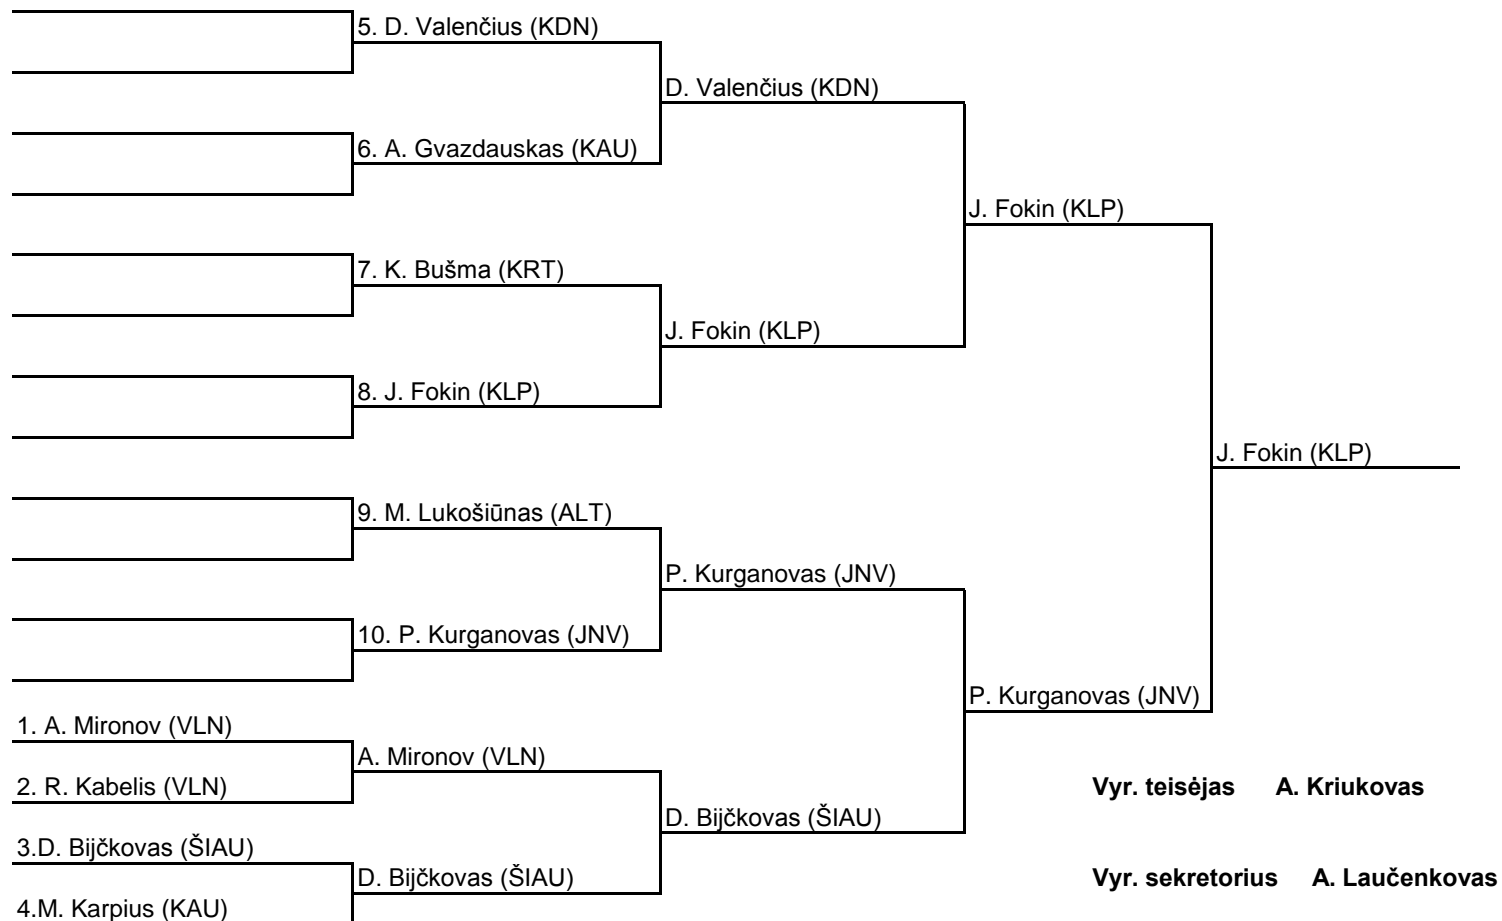 5. D. Valenčius (KDN)
D. Valenčius (KDN)
6. A. Gvazdauskas (KAU)
J. Fokin (KLP)
7. K. Bušma (KRT)
J. Fokin (KLP)
8. J. Fokin (KLP)
J. Fokin (KLP)
9. M. Lukošiūnas (ALT)
P. Kurganovas (JNV)
10. P. Kurganovas (JNV)
P. Kurganovas (JNV)
1. A. Mironov (VLN)
A. Mironov (VLN)
2. R. Kabelis (VLN)
Vyr. teisėjas A. Kriukovas
D. Bijčkovas (ŠIAU)
3.D. Bijčkovas (ŠIAU)
D. Bijčkovas (ŠIAU)
Vyr. sekretorius A. Laučenkovas
4.M. Karpius (KAU)